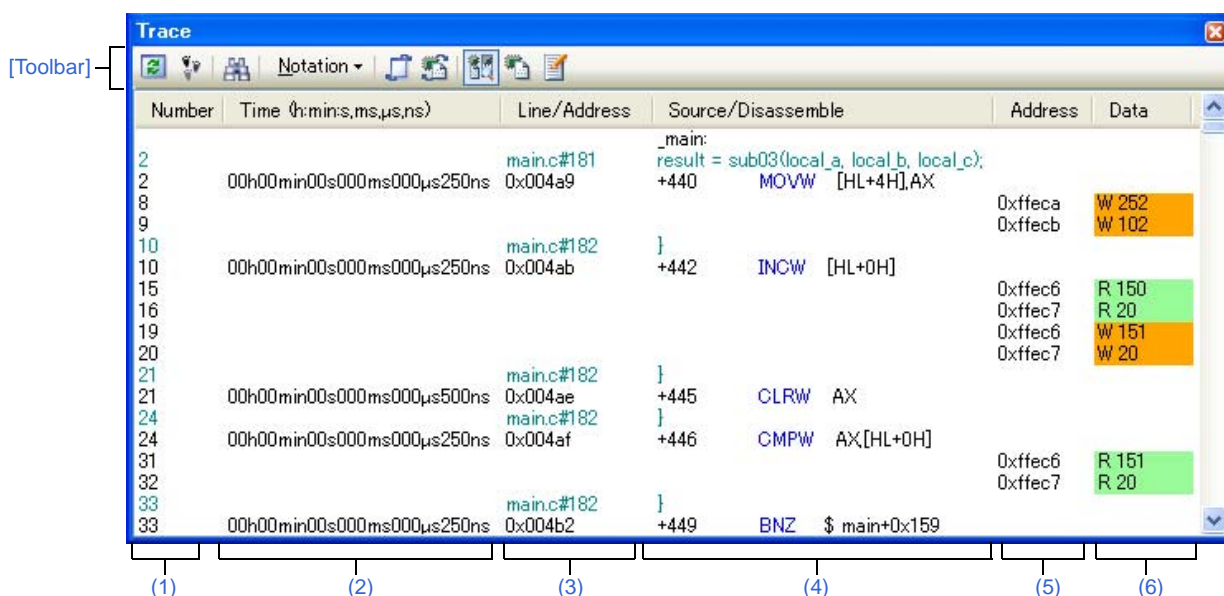 Trace
[Toolbar]
Notation
Number Time (h:min:s,ms,μs,ns) Line/Address Source/Disassemble Address Data
_main:
2 main.c#181 result = sub03(local_a, local_b, local_c);
2 00h00min00s000ms000μs250ns 0x004a9 +440 MOVW [HL+4H],AX
8 0xffeca W 252
9 0xffecb W 102
10 main.c#182 }
10 00h00min00s000ms000μs250ns 0x004ab +442 INCW [HL+0H]
15 0xffec6 R 150
16 0xffec7 R 20
19 0xffec6 W 151
20 0xffec7 W 20
21 main.c#182 }
21 00h00min00s000ms000μs500ns 0x004ae +445 CLRW AX
24 main.c#182 }
24 00h00min00s000ms000μs250ns 0x004af +446 CMPW AX,[HL+0H]
31 0xffec6 R 151
32 0xffec7 R 20
33 main.c#182 }
33 00h00min00s000ms000μs250ns 0x004b2 +449 BNZ $ main+0x159
(1) (2) (3) (4) (5) (6)